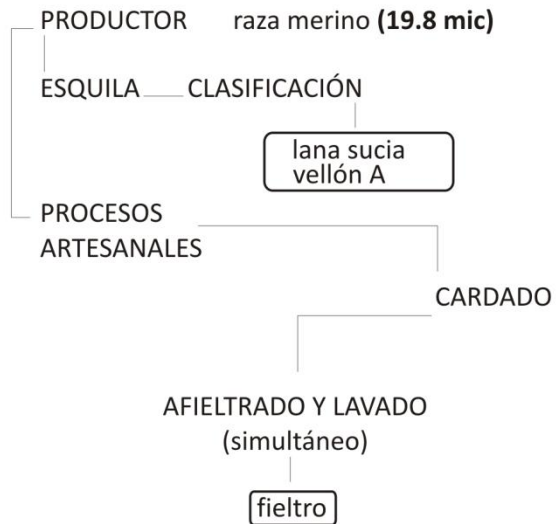 PRODUCTOR raza merino (19.8 mic)
ESQUILA CLASIFICACIÓN
lana sucia
vellón A
PROCESOS
ARTESANALES
CARDADO
AFIELTRADO Y LAVADO
(simultáneo)
fieltro